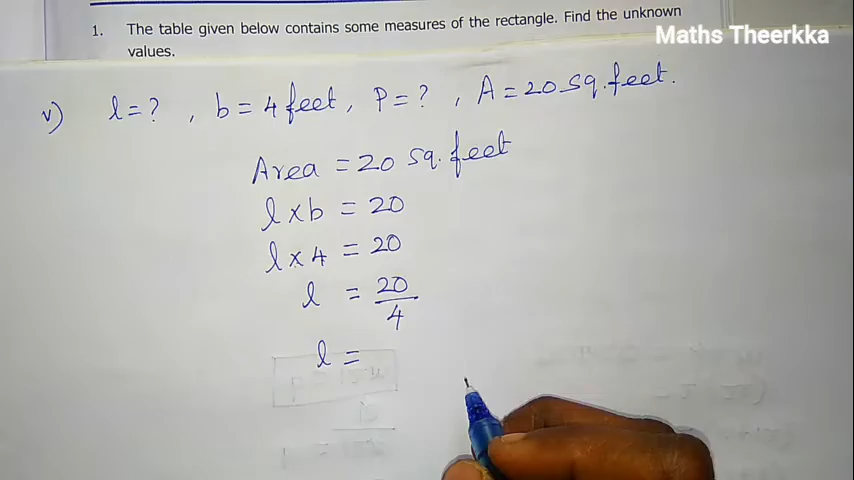 1. The table given below contains some measures of the rectangle. Find the unknown
values.
Maths Theerkka
v) l = ? , b = 4 feet, P = ? , A = 20 sq. feet.
Area = 20 sq. feet
l × b = 20
l × 4 = 20
l = 20/4
l =